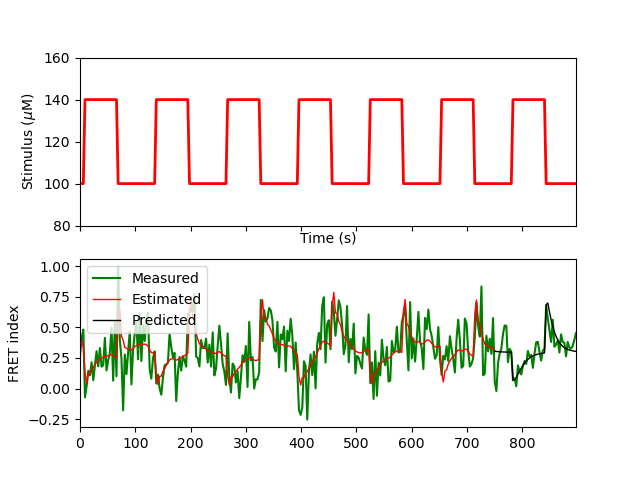 160
140
120
100
80
Stimulus (μM)
Time (s)
1.00
0.75
0.50
0.25
0.00
−0.25
FRET index
Measured
Estimated
Predicted
0 100 200 300 400 500 600 700 800